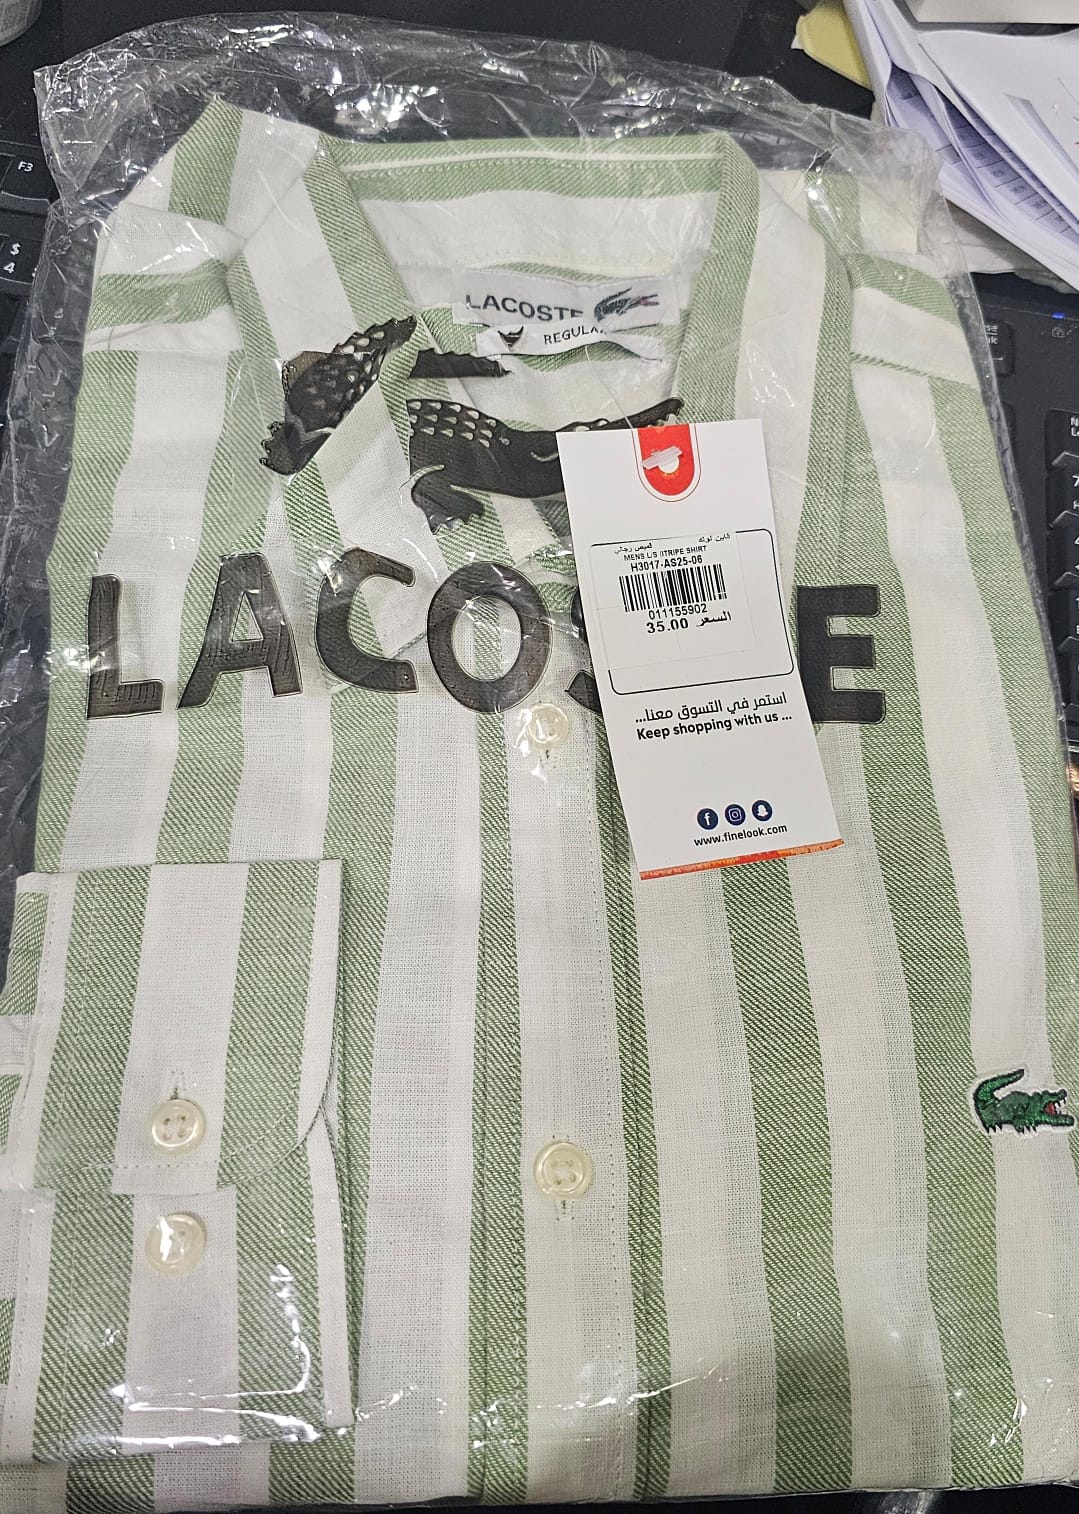 F3
$
4
LACOSTE
REGULA
LACOSTE
فاين لوك
قميص رجالي
MENS L/S STRIPE SHIRT
H3017-AS25-06
011155902
السعر 35.00
استمر في التسوق معنا...
Keep shopping with us ...
www.finelook.com